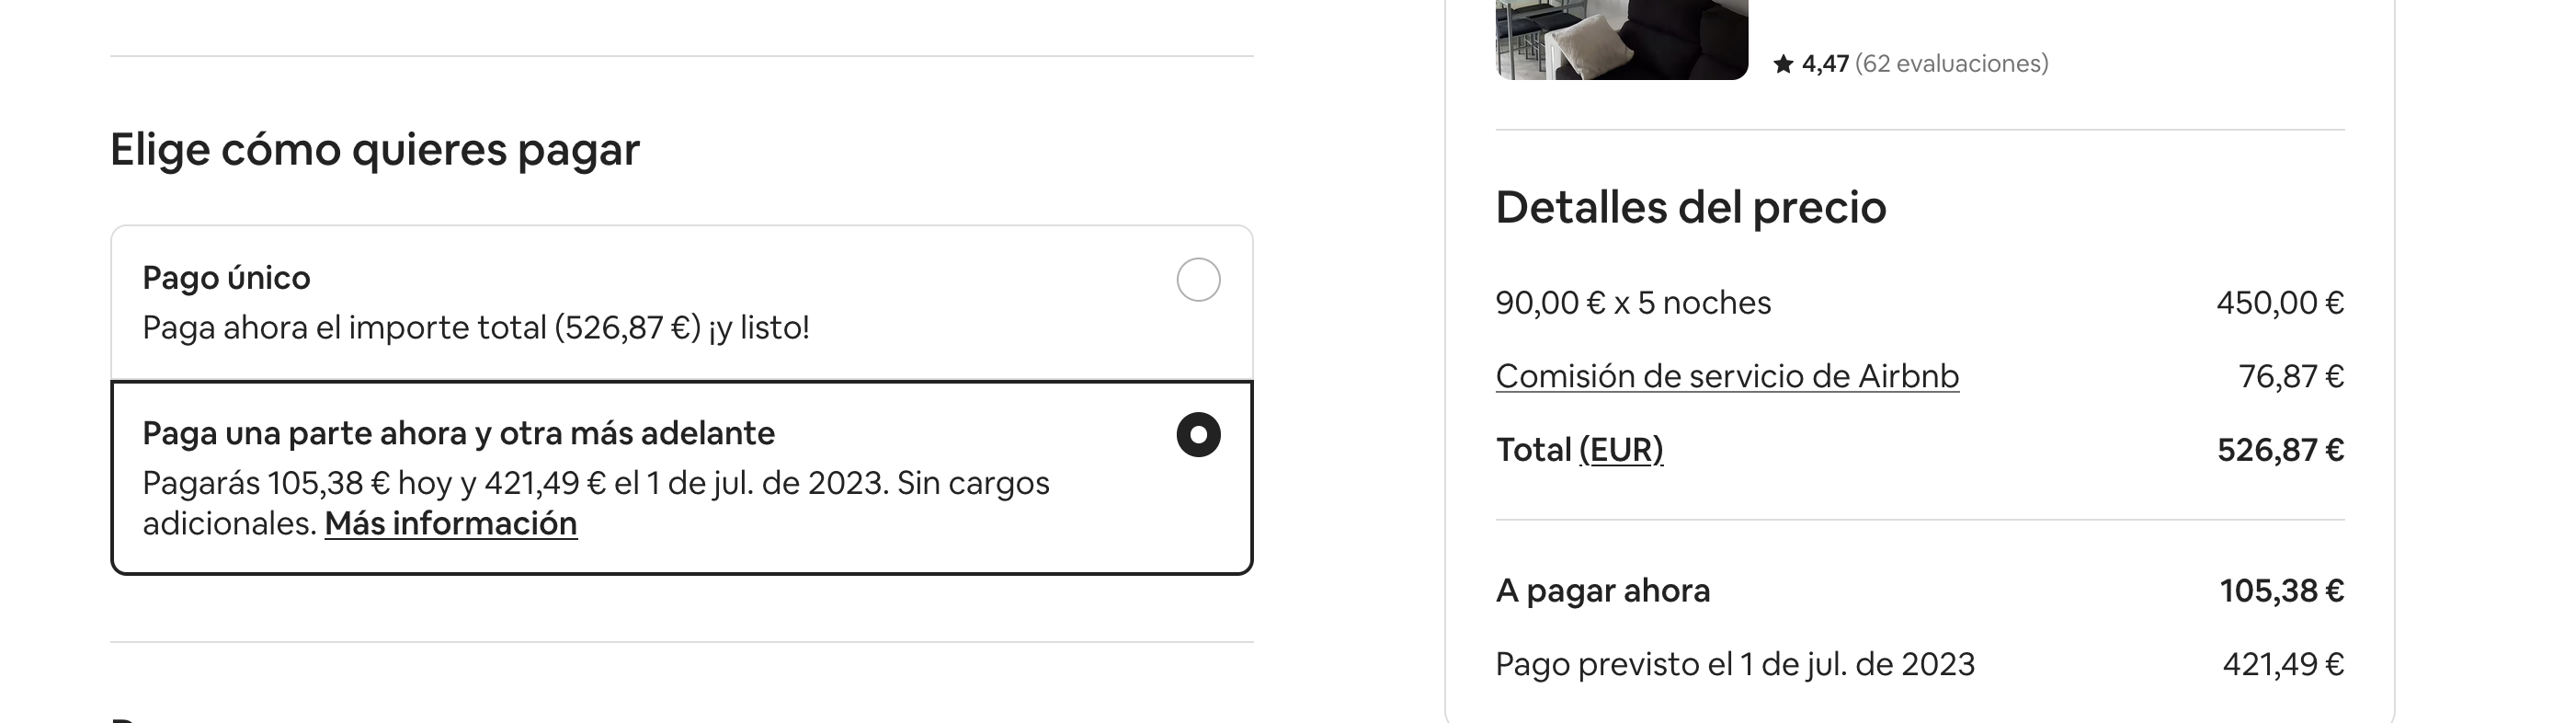 Elige cómo quieres pagar
Pago único
Paga ahora el importe total (526,87 €) ¡y listo!
Paga una parte ahora y otra más adelante
Pagarás 105,38 € hoy y 421,49 € el 1 de jul. de 2023. Sin cargos
adicionales. Más información
4,47 (62 evaluaciones)
Detalles del precio
90,00 € x 5 noches 450,00 €
Comisión de servicio de Airbnb 76,87 €
Total (EUR) 526,87 €
A pagar ahora 105,38 €
Pago previsto el 1 de jul. de 2023 421,49 €